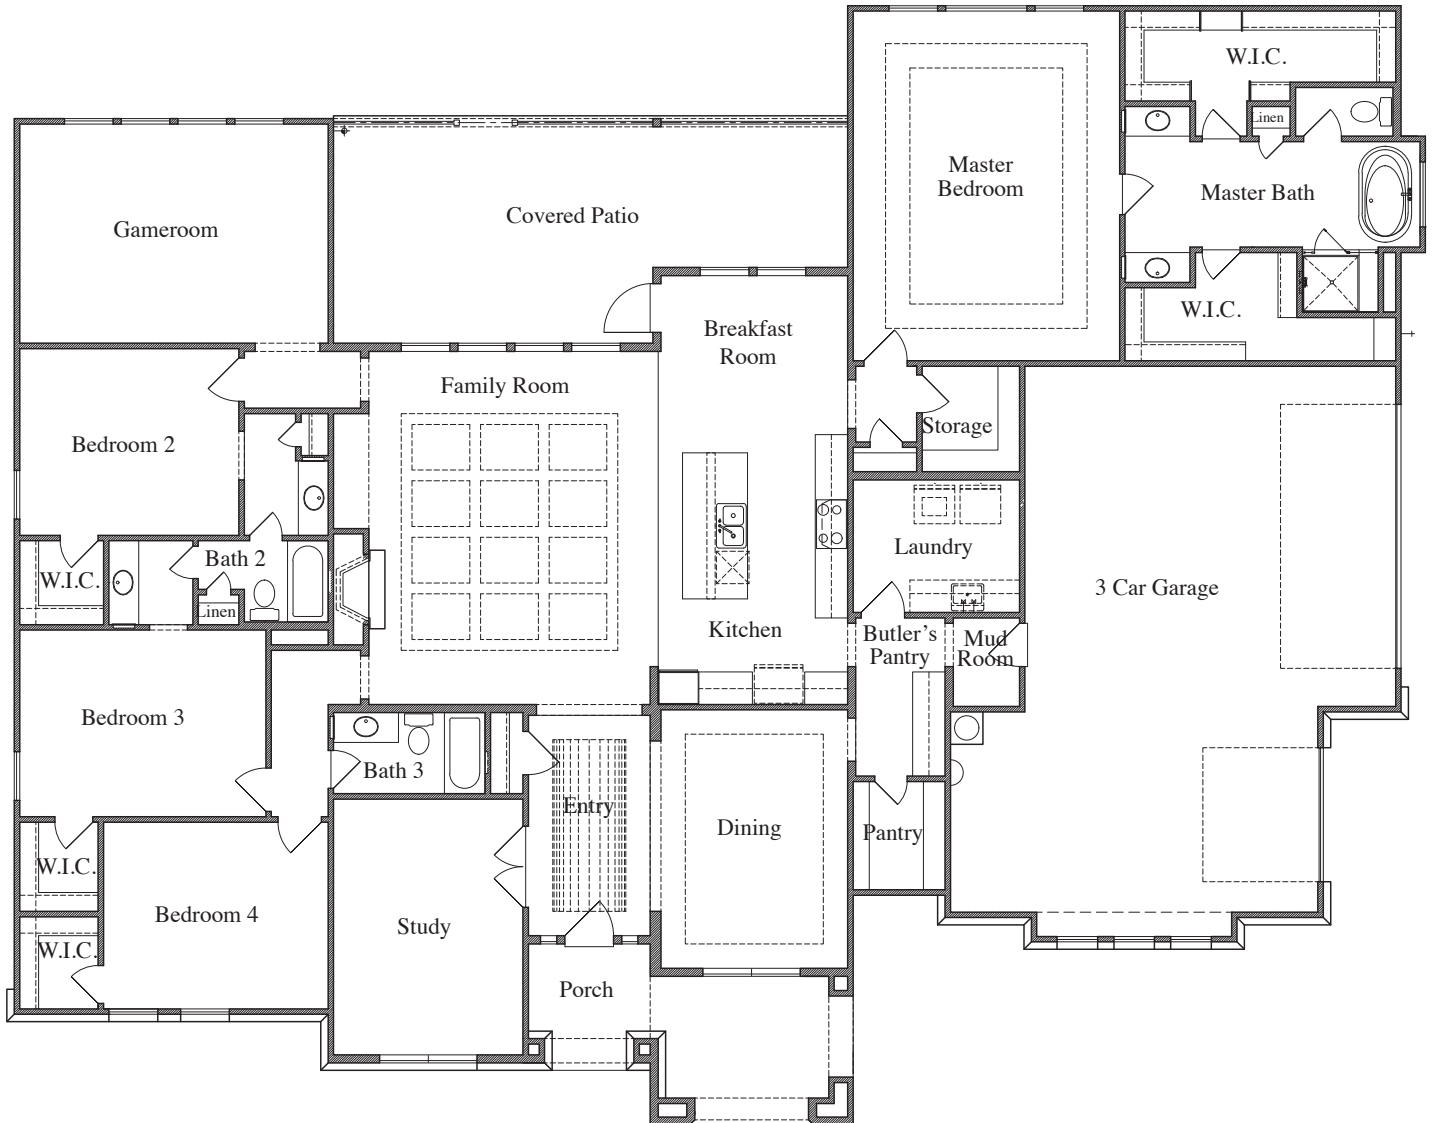 W.I.C.
Linen
Master
Bedroom
Master Bath
Covered Patio
Gameroom
W.I.C.
Breakfast
Room
Family Room
Storage
Bedroom 2
Laundry
Bath 2
W.I.C.
3 Car Garage
Linen
Kitchen
Butler's
Pantry
Mud
Room
Bedroom 3
Bath 3
Entry
Dining
Pantry
W.I.C.
Bedroom 4
Study
W.I.C.
Porch